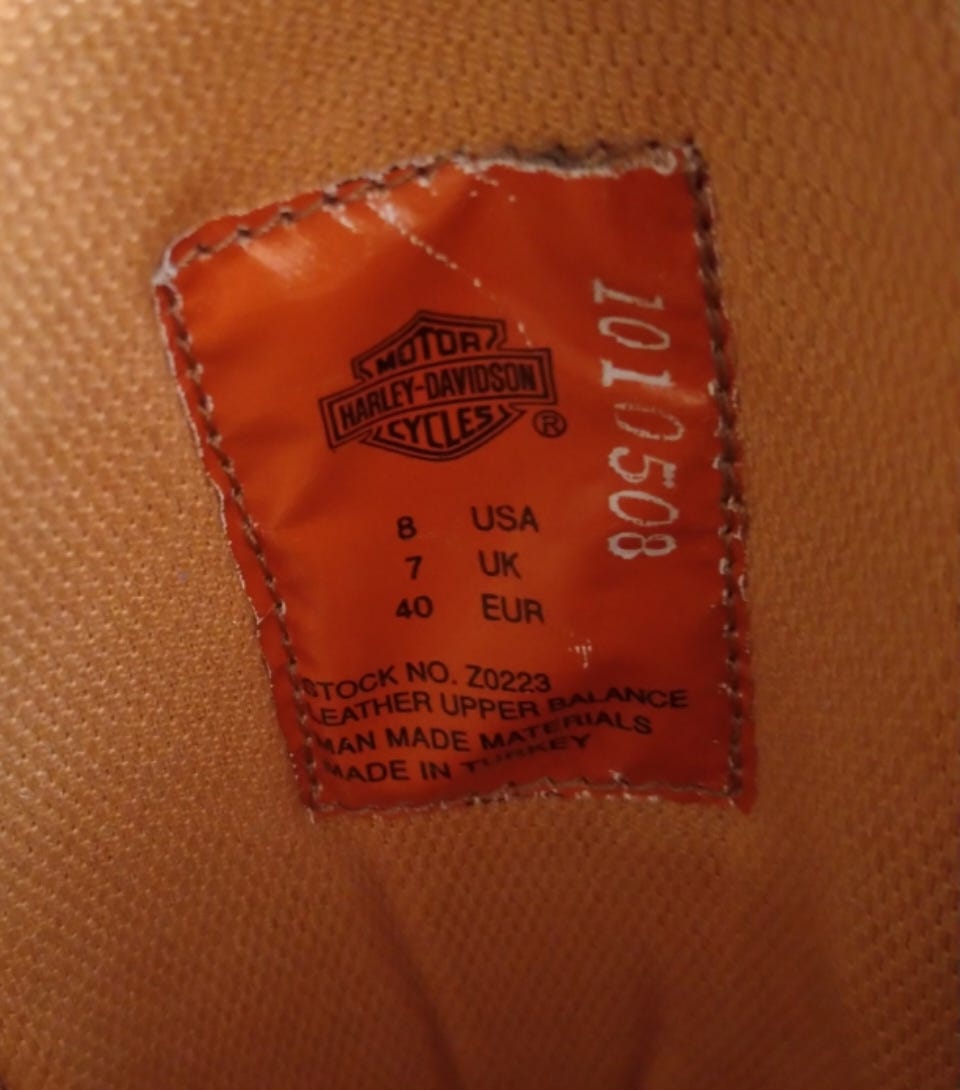 MOTOR
HARLEY-DAVIDSON
CYCLES
®
1010508
8 USA
7 UK
40 EUR
STOCK NO. Z0223
LEATHER UPPER BALANCE
MAN MADE MATERIALS
MADE IN TURKEY